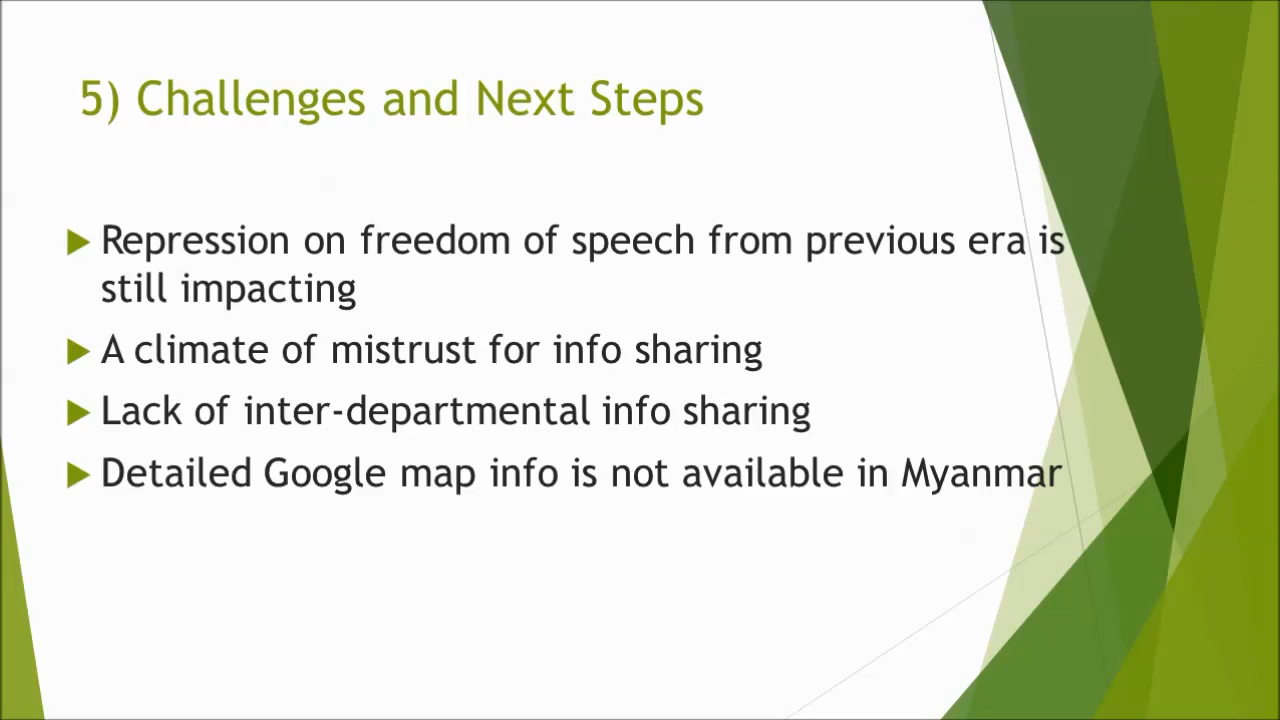 5) Challenges and Next Steps
Repression on freedom of speech from previous era is
still impacting
A climate of mistrust for info sharing
Lack of inter-departmental info sharing
Detailed Google map info is not available in Myanmar